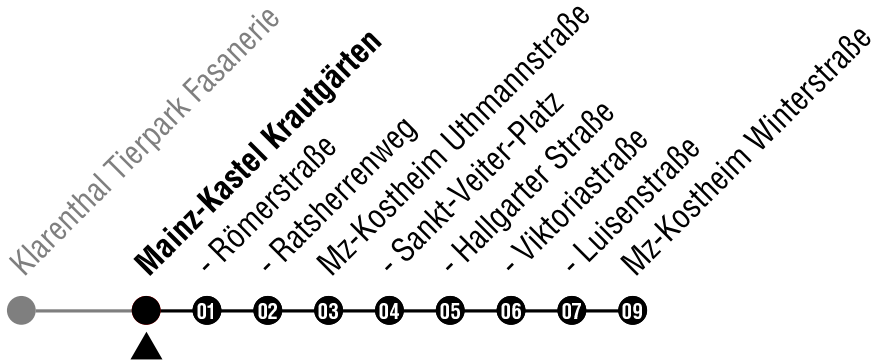 Klarenthal Tierpark Fasanerie
Mainz-Kastel Krautgärten
- Römerstraße
- Ratsherrenweg
Mz-Kostheim Uthmannstraße
- Sankt-Veiter-Platz
- Hallgarter Straße
- Viktoriastraße
- Luisenstraße
Mz-Kostheim Winterstraße
01 02 03 04 05 06 07 09